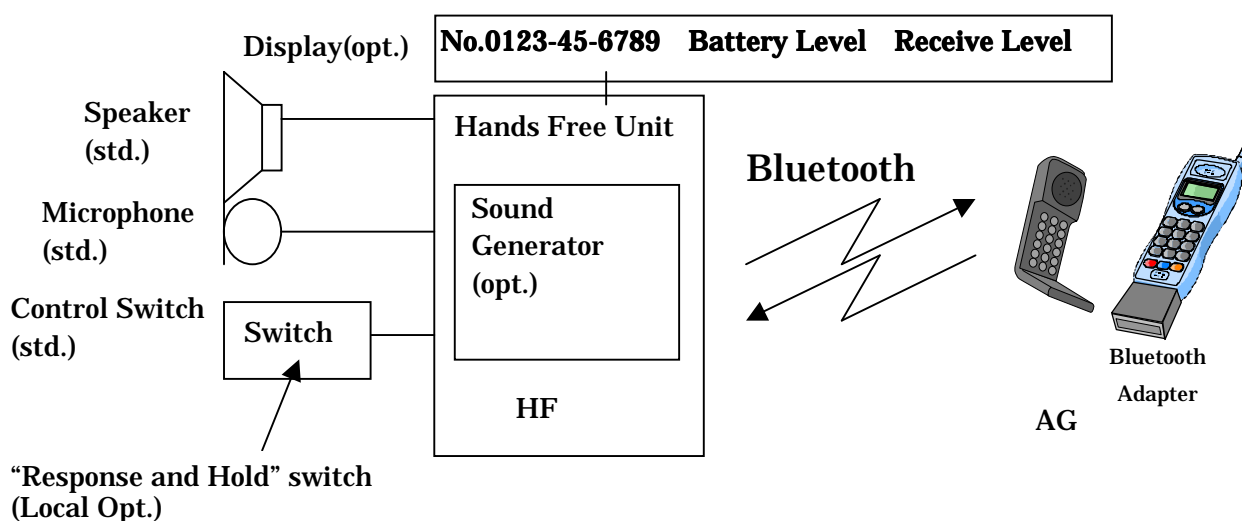 Display(opt.)
No.0123-45-6789 Battery Level Receive Level
Speaker
(std.)
Hands Free Unit
Bluetooth
Microphone
(std.)
Sound
Generator
(opt.)
Control Switch
(std.)
Switch
HF
Bluetooth
Adapter
AG
“Response and Hold” switch
(Local Opt.)